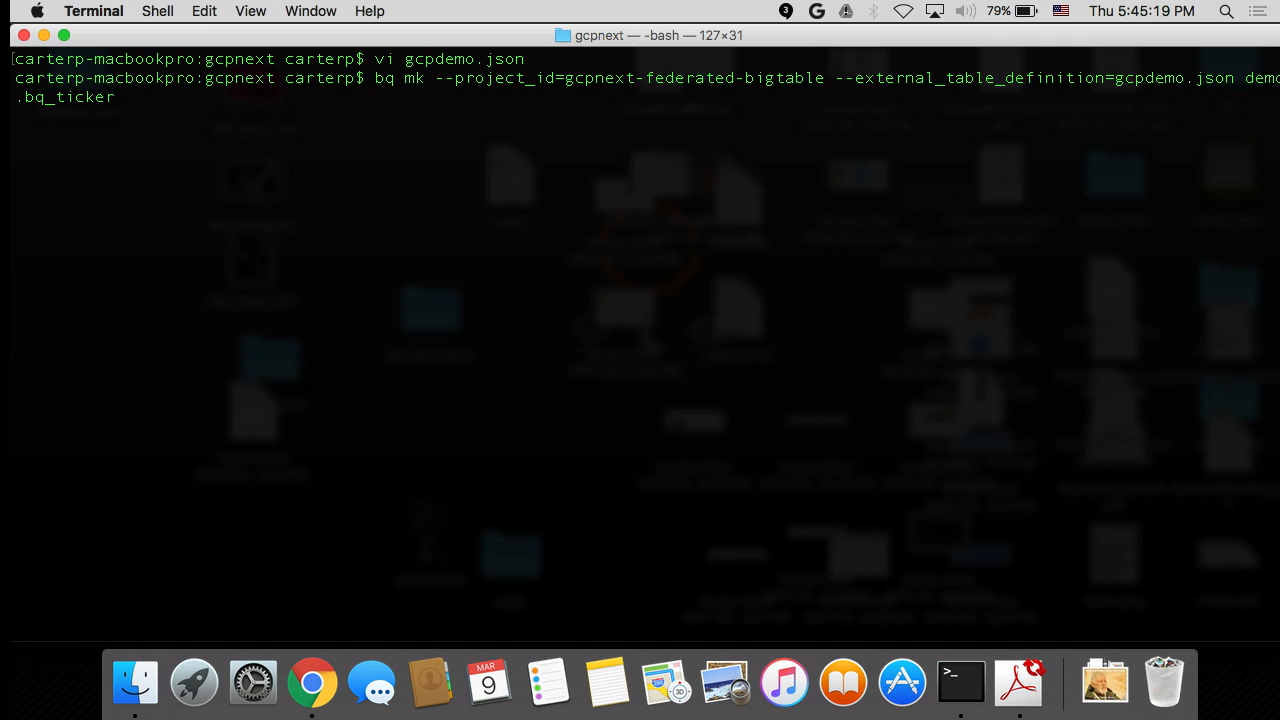 Terminal Shell Edit View Window Help 3 G 79% Thu 5:45:19 PM
gcpnext — -bash — 127×31
[carterp-macbookpro:gcpnext carterp$ vi gcpdemo.json
carterp-macbookpro:gcpnext carterp$ bq mk --project_id=gcpnext-federated-bigtable --external_table_definition=gcpdemo.json demo
.bq_ticker
MAR
9
3D
>_